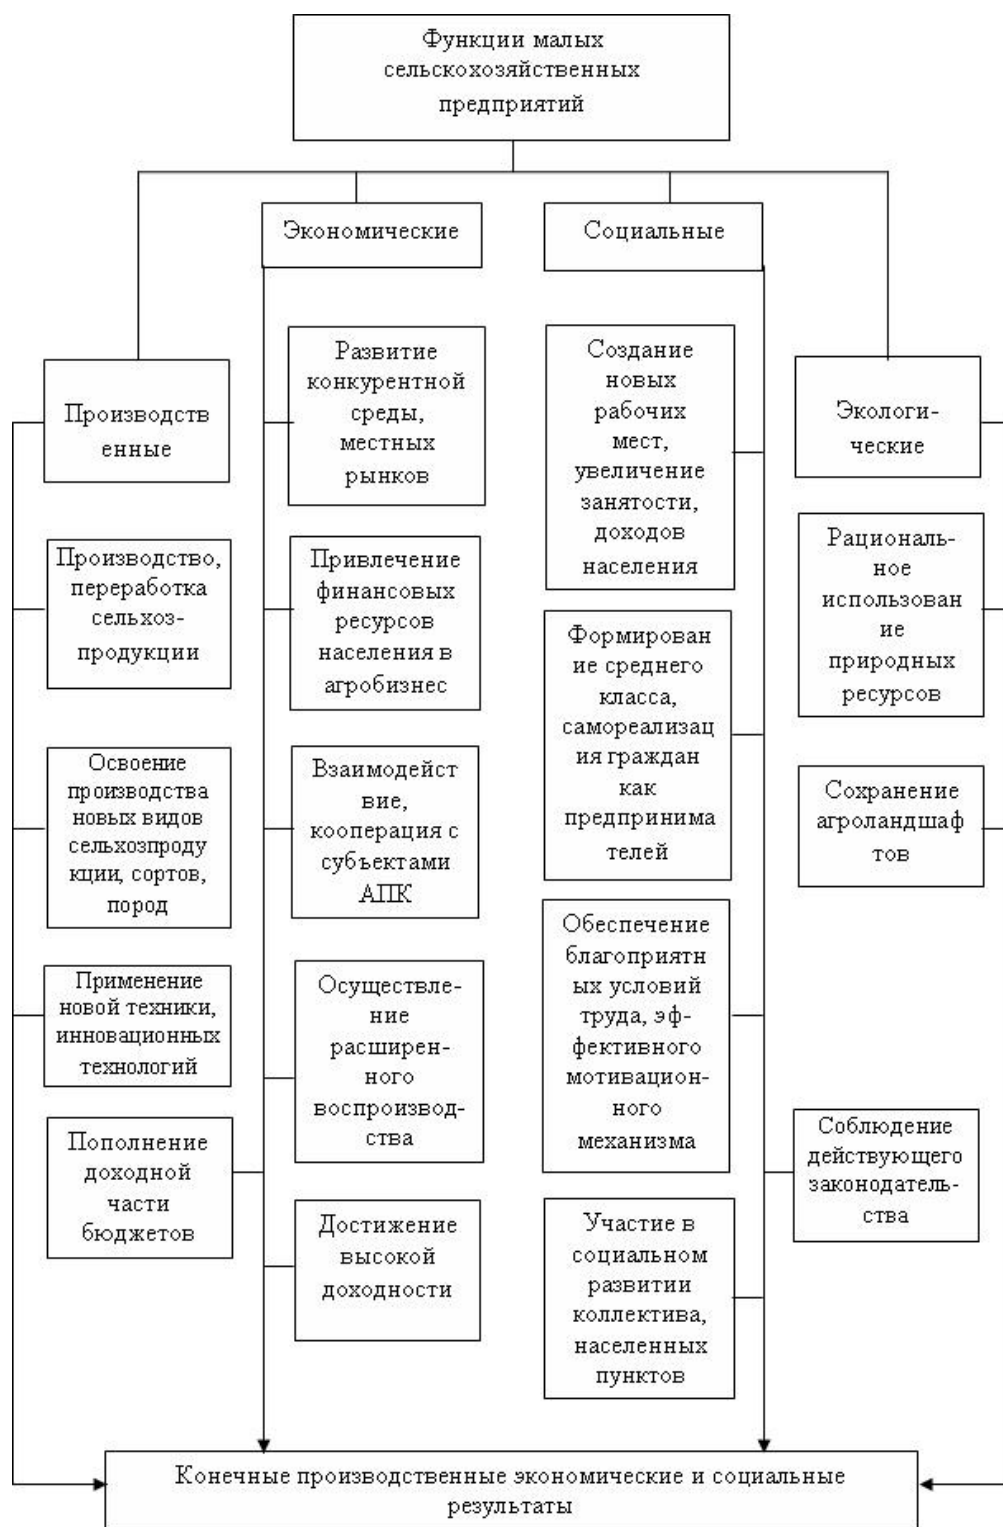 Функции малых
сельскохозяйственных
предприятий
Экономические
Социальные
Производств
енные
Экологи-
ческие
Производство,
переработка
сельхоз-
продукции
Освоение
производства
новых видов
сельхозпроду
кции, сортов,
пород
Применение
новой техники,
инновационных
технологий
Пополнение
доходной
части
бюджетов
Развитие
конкурентной
среды,
местных
рынков
Привлечение
финансовых
ресурсов
населения в
агробизнес
Взаимодейст
вие,
кооперация с
субъектами
АПК
Осуществле-
ние
расширен-
ного
воспроизвод-
ства
Достижение
высокой
доходности
Создание
новых
рабочих
мест,
увеличение
занятости,
доходов
населения
Формирован
ие среднего
класса,
самореализац
ия граждан
как
предпринима
телей
Обеспечение
благоприятн
ых условий
труда, эф-
фективного
мотивацион-
ного
механизма
Участие в
социальном
развитии
коллектива,
населенных
пунктов
Рациональ-
ное
использован
ие
природных
ресурсов
Сохранение
агроландшаф
тов
Соблюдение
действующего
законодатель-
ства
Конечные производственные экономические и социальные
результаты